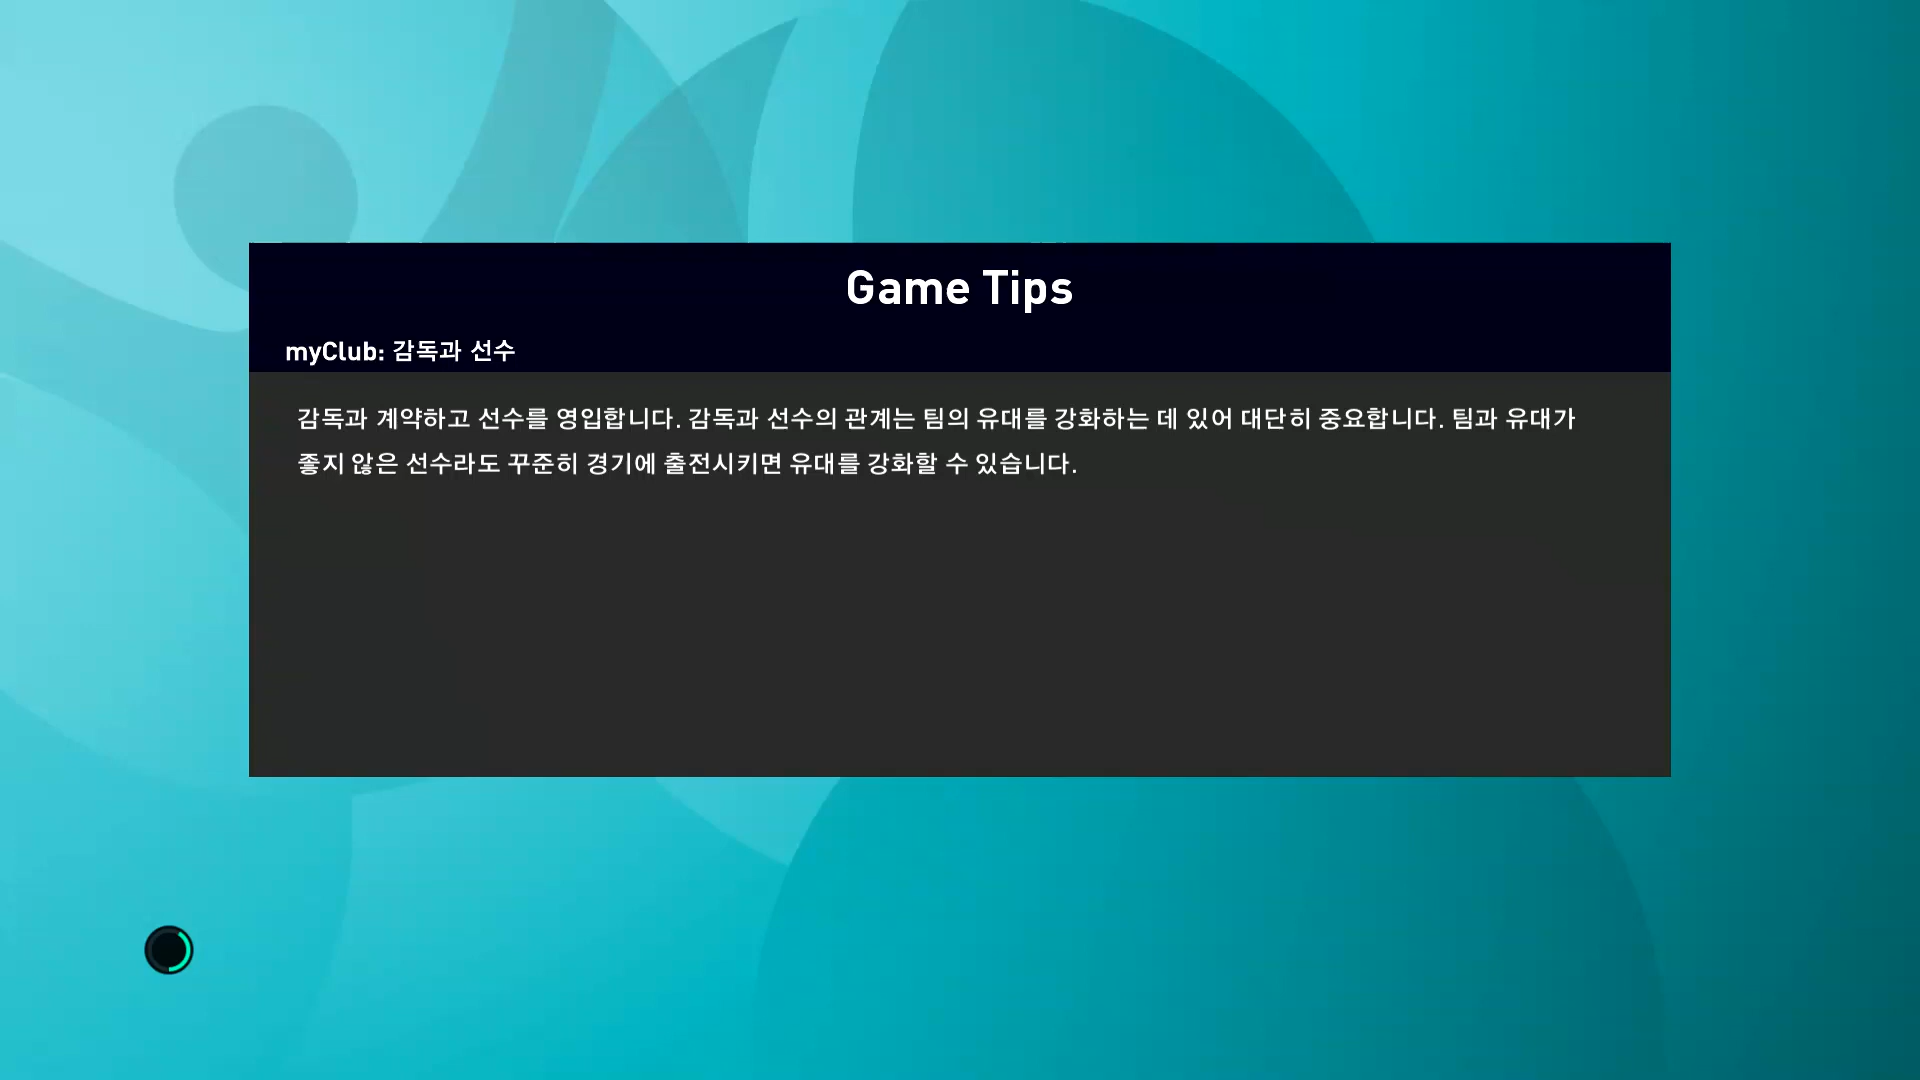 Game Tips
myClub: 감독과 선수
감독과 계약하고 선수를 영입합니다. 감독과 선수의 관계는 팀의 유대를 강화하는 데 있어 대단히 중요합니다. 팀과 유대가
좋지 않은 선수라도 꾸준히 경기에 출전시키면 유대를 강화할 수 있습니다.